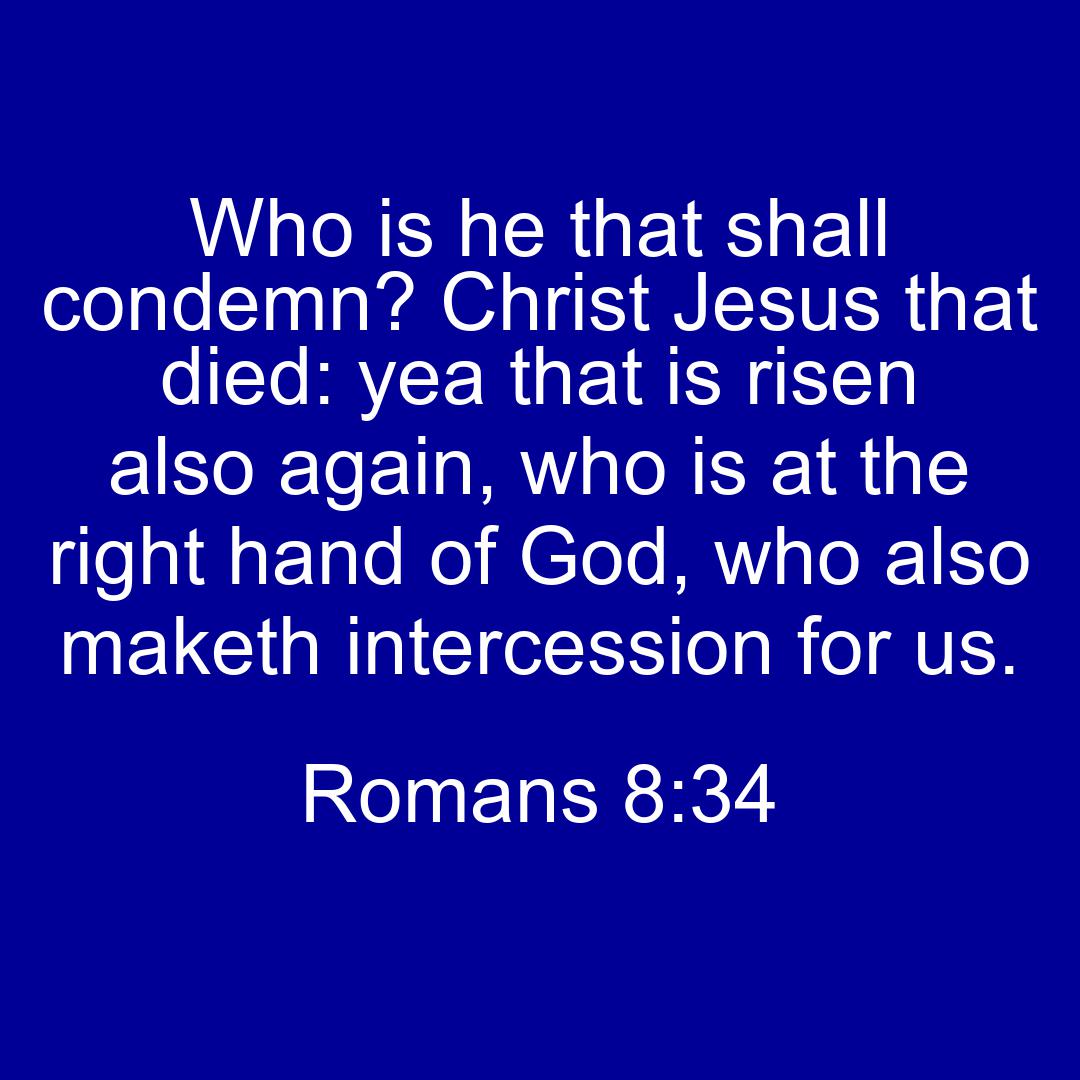 Who is he that shall
condemn? Christ Jesus that
died: yea that is risen
also again, who is at the
right hand of God, who also
maketh intercession for us.
Romans 8:34